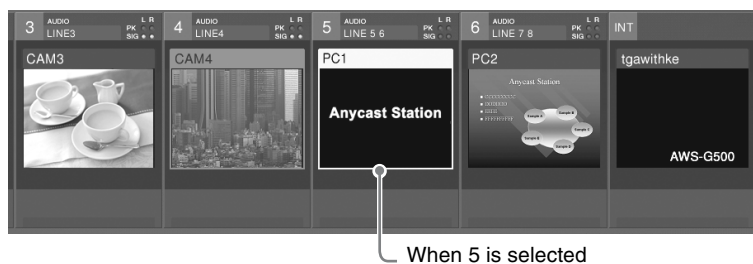 3 AUDIO LINE3 L R PK SIG
4 AUDIO LINE4 L R PK SIG
5 AUDIO LINE 5 6 L R PK SIG
6 AUDIO LINE 7 8 L R PK SIG
INT
CAM3
CAM4
PC1
PC2
tgawithke
Anycast Station
Anycast Station
Sample A
Sample B
AWS-G500
When 5 is selected